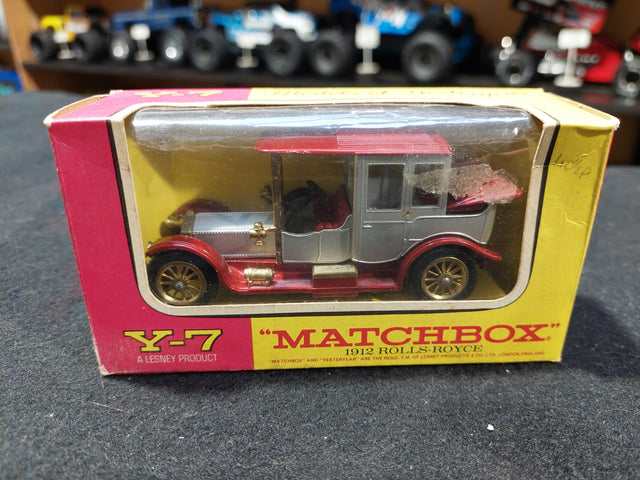 Y-7
Y-7
A LESNEY PRODUCT
"MATCHBOX"
1912 ROLLS-ROYCE
"MATCHBOX" AND "YESTERYEAR" ARE THE REGD. T.M. OF LESNEY PRODUCTS & CO. LTD. LONDON ENGLAND